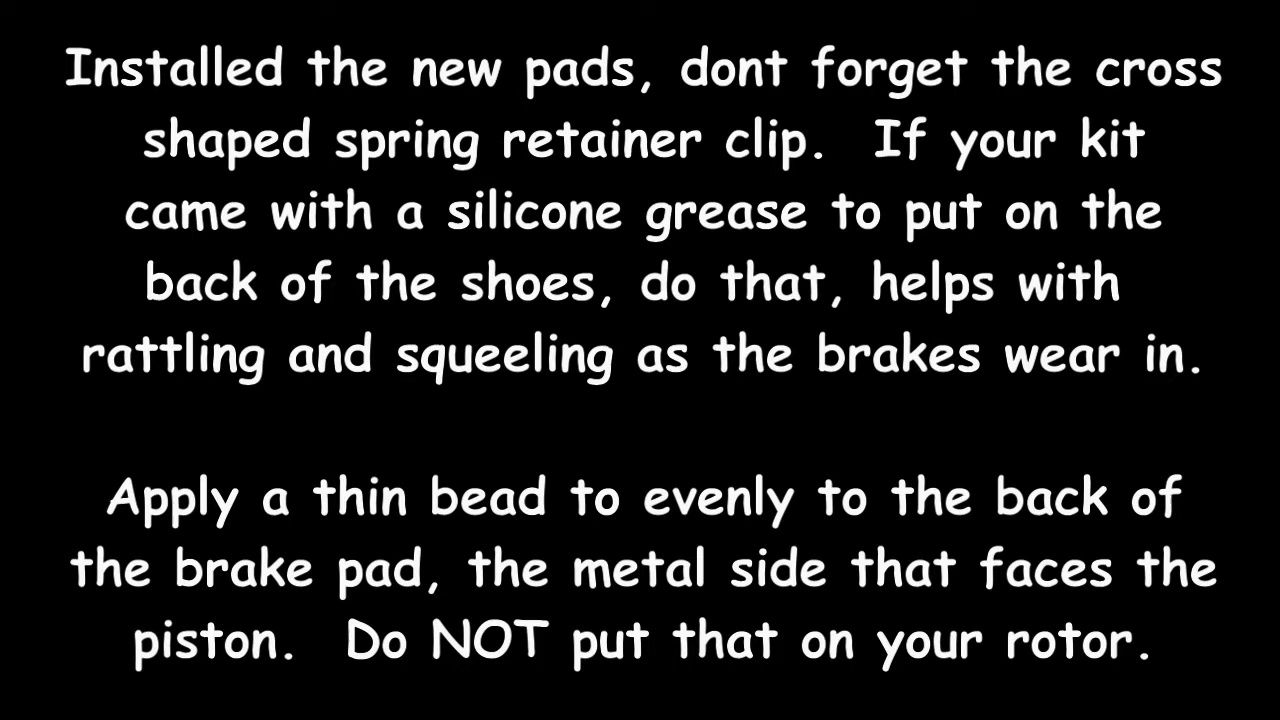 Installed the new pads, dont forget the cross
shaped spring retainer clip.  If your kit
came with a silicone grease to put on the
back of the shoes, do that, helps with
rattling and squeeling as the brakes wear in.
Apply a thin bead to evenly to the back of
the brake pad, the metal side that faces the
piston.  Do NOT put that on your rotor.